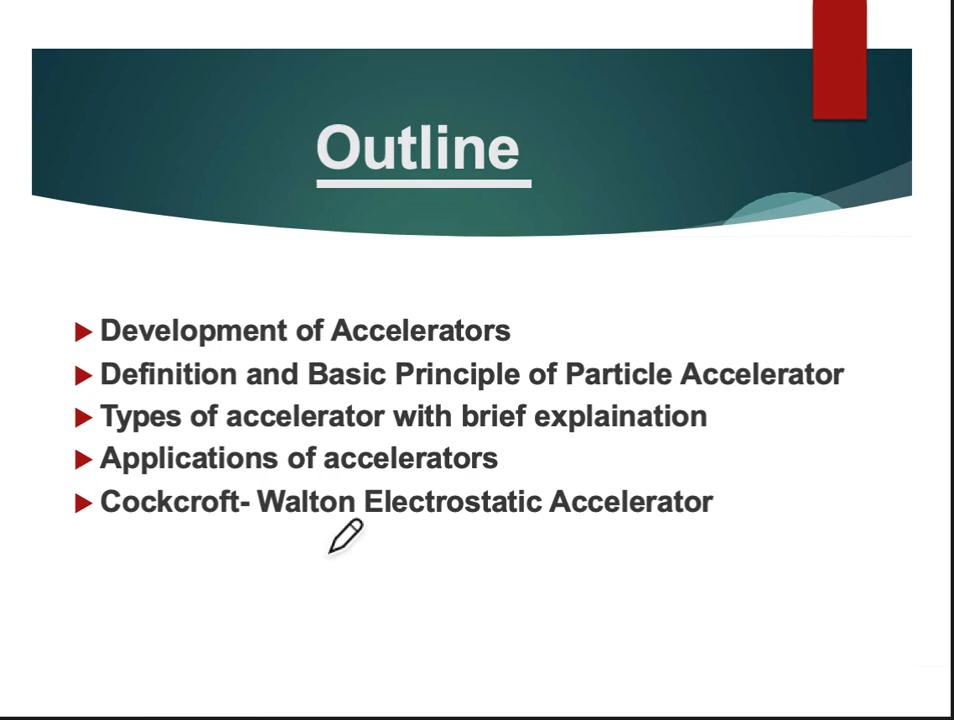 Outline
Development of Accelerators
Definition and Basic Principle of Particle Accelerator
Types of accelerator with brief explaination
Applications of accelerators
Cockcroft- Walton Electrostatic Accelerator